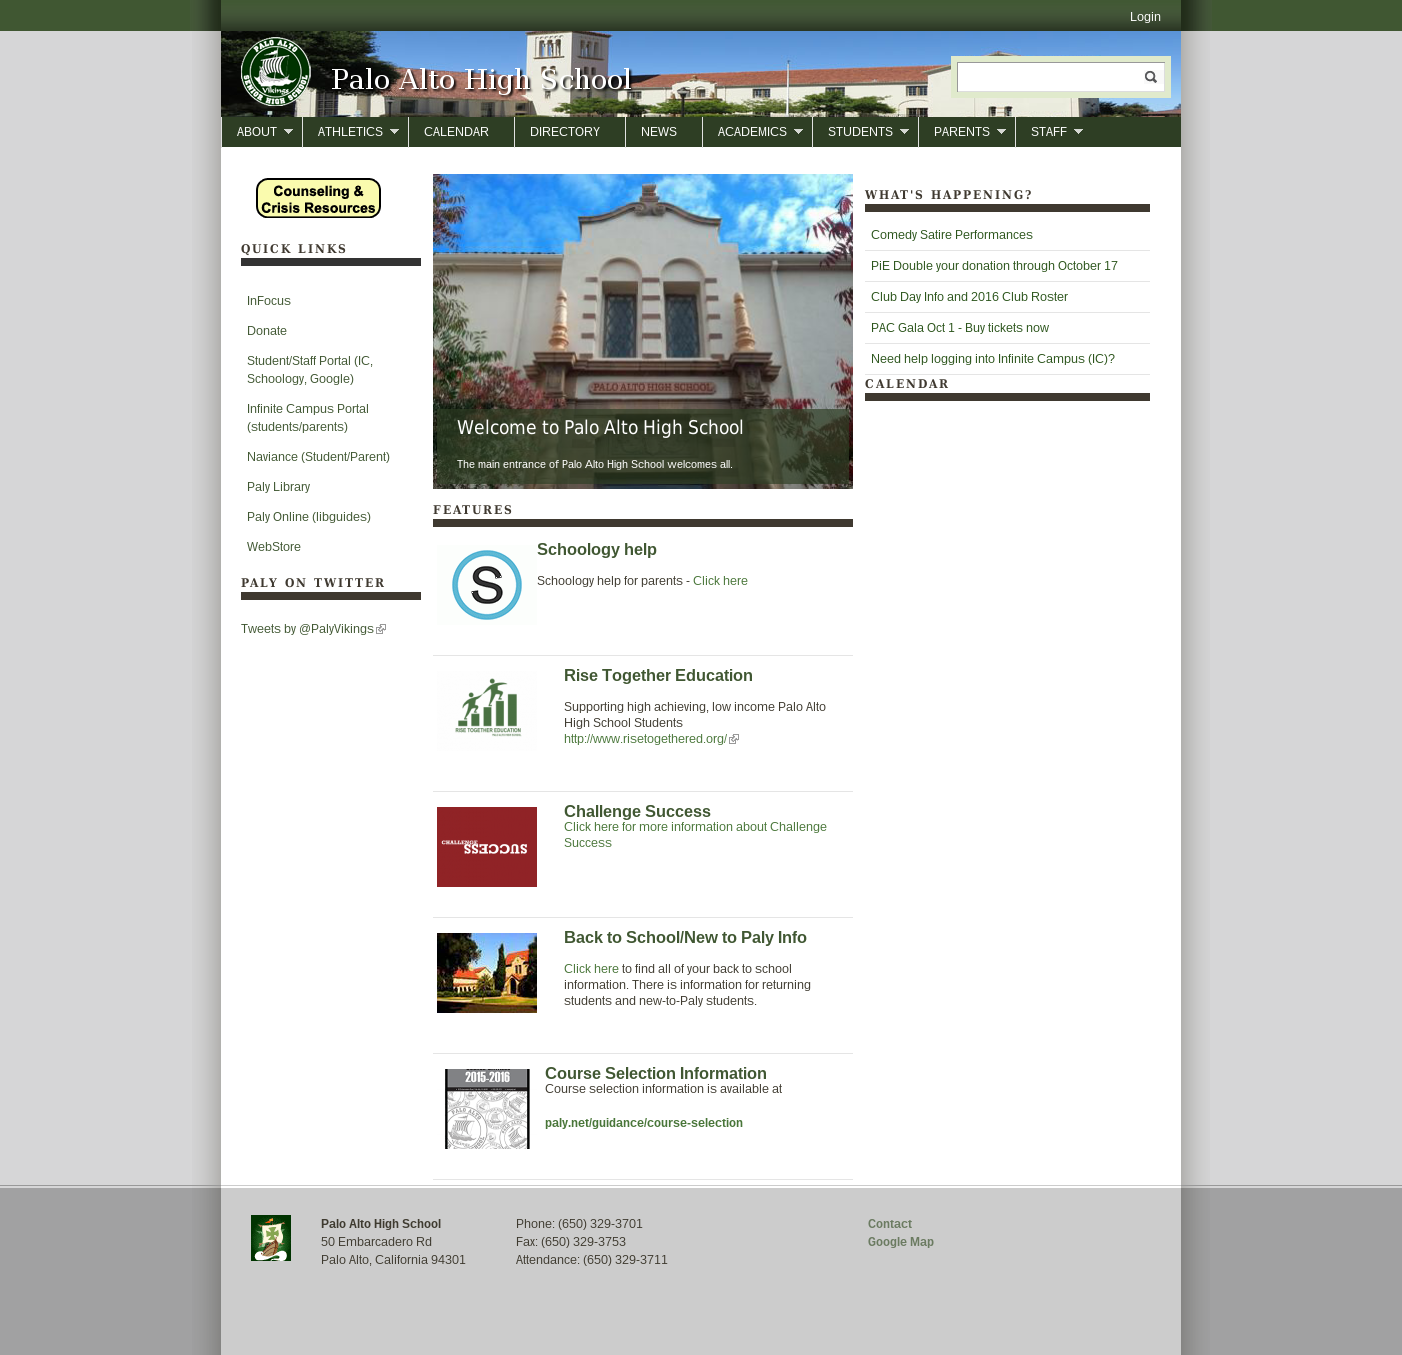 Login
PALO ALTO
SENIOR HIGH SCHOOL
Vikings
Palo Alto High School
ABOUT
ATHLETICS
CALENDAR
DIRECTORY
NEWS
ACADEMICS
STUDENTS
PARENTS
STAFF
Counseling &
Crisis Resources
QUICK LINKS
InFocus
Donate
Student/Staff Portal (IC,
Schoology, Google)
Infinite Campus Portal
(students/parents)
Naviance (Student/Parent)
Paly Library
Paly Online (libguides)
WebStore
PALY ON TWITTER
Tweets by @PalyVikings
PALO ALTO HIGH SCHOOL
Welcome to Palo Alto High School
The main entrance of Palo Alto High School welcomes all.
FEATURES
S
Schoology help
Schoology help for parents - Click here
RISE TOGETHER EDUCATION
Rise Together Education
Supporting high achieving, low income Palo Alto
High School Students
http://www.risetogethered.org/
CHALLENGE
SUCCESS
Challenge Success
Click here for more information about Challenge
Success
Back to School/New to Paly Info
Click here to find all of your back to school
information. There is information for returning
students and new-to-Paly students.
2015-2016
Course Selection Information
Course selection information is available at
paly.net/guidance/course-selection
WHAT'S HAPPENING?
Comedy Satire Performances
PiE Double your donation through October 17
Club Day Info and 2016 Club Roster
PAC Gala Oct 1 - Buy tickets now
Need help logging into Infinite Campus (IC)?
CALENDAR
Palo Alto High School
50 Embarcadero Rd
Palo Alto, California 94301
Phone: (650) 329-3701
Fax: (650) 329-3753
Attendance: (650) 329-3711
Contact
Google Map